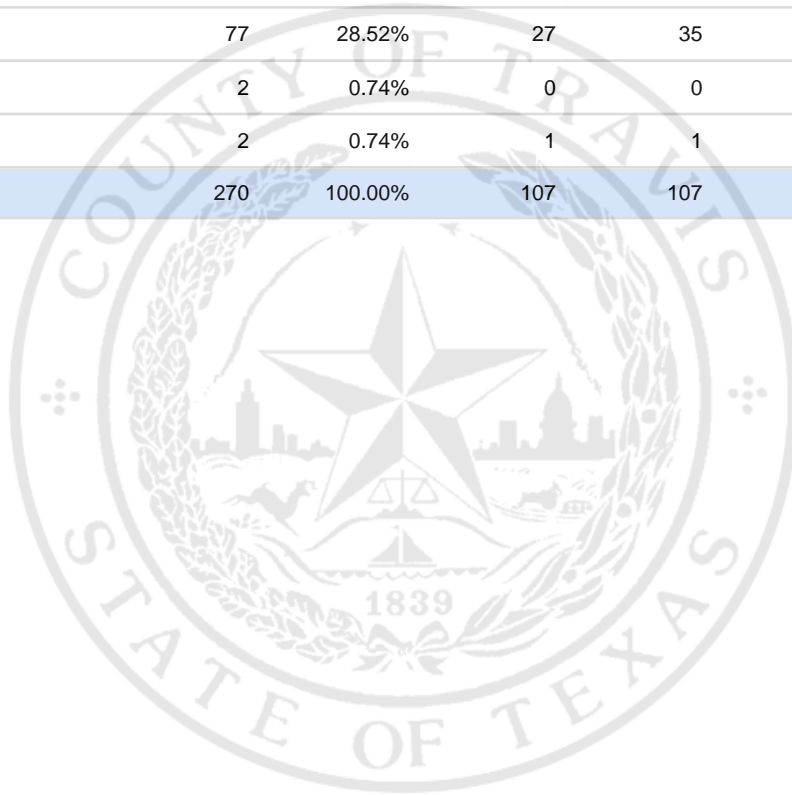 77 28.52% 27 35
2 0.74% 0 0
2 0.74% 1 1
270 100.00% 107 107
COUNTY OF TRAVIS
1839
STATE OF TEXAS